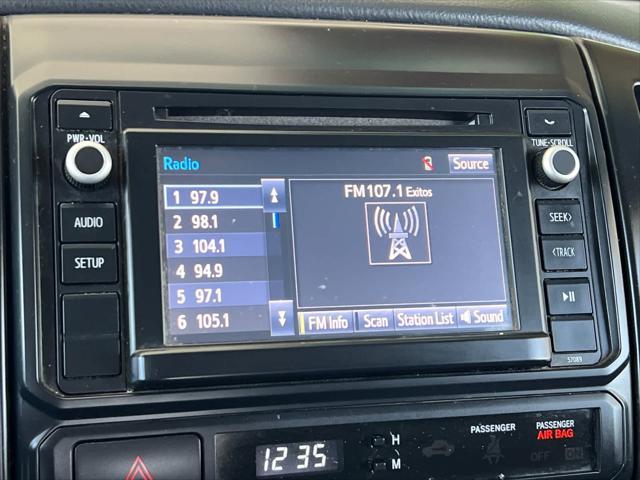 PWR•VOL
TUNE•SCROLL
Radio
Source
1 97.9
2 98.1
3 104.1
4 94.9
5 97.1
6 105.1
FM107.1 Exitos
FM Info
Scan
Station List
Sound
AUDIO
SETUP
SEEK>
<TRACK
57089
12:35
H
M
PASSENGER
PASSENGER
AIR BAG
OFF
ON